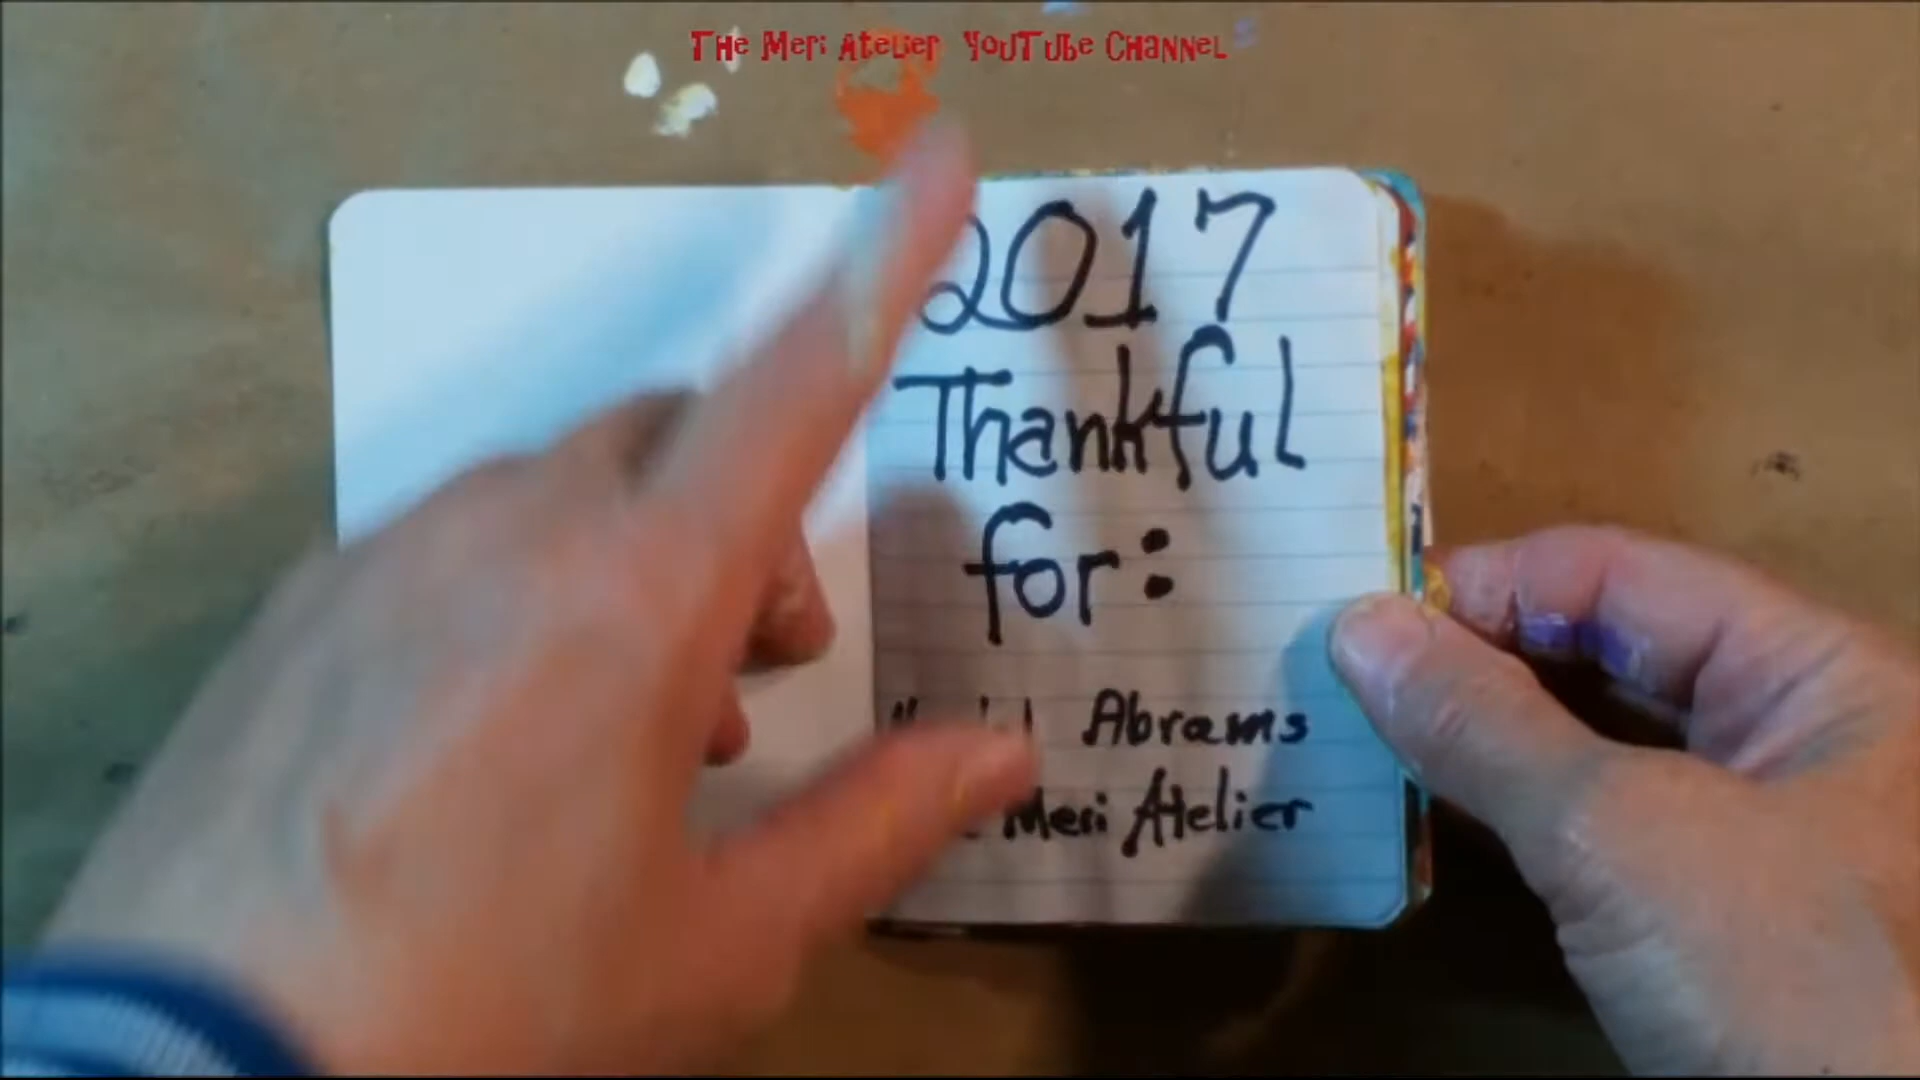 The Meri Atelier YouTube Channel
2017
Thankful
for:
Abrams
Meri Atelier